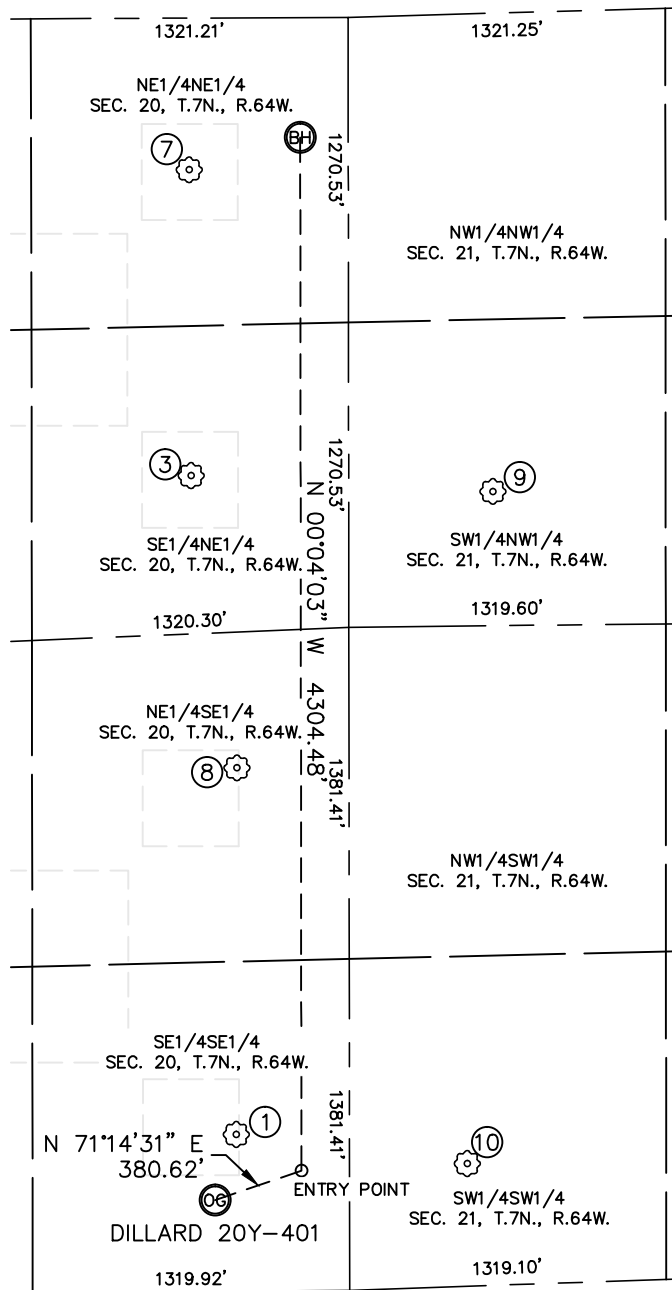 1321.21'
1321.25'
NE1/4NE1/4
SEC. 20, T.7N., R.64W.
BH
7
1270.53'
NW1/4NW1/4
SEC. 21, T.7N., R.64W.
3
1270.53'
9
N 00°04'03" W 4304.48'
SE1/4NE1/4
SEC. 20, T.7N., R.64W.
SW1/4NW1/4
SEC. 21, T.7N., R.64W.
1320.30'
1319.60'
NE1/4SE1/4
SEC. 20, T.7N., R.64W.
8
1381.41'
NW1/4SW1/4
SEC. 21, T.7N., R.64W.
SE1/4SE1/4
SEC. 20, T.7N., R.64W.
1
1381.41'
10
N 71°14'31" E
380.62'
ENTRY POINT
OG
SW1/4SW1/4
SEC. 21, T.7N., R.64W.
DILLARD 20Y-401
1319.92'
1319.10'